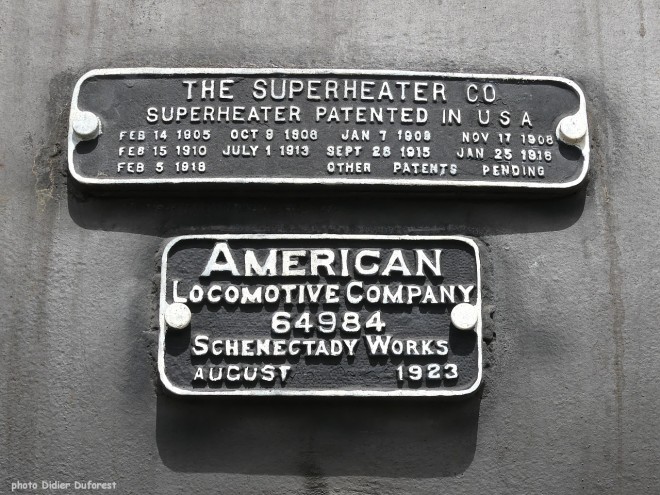 THE SUPERHEATER CO
SUPERHEATER PATENTED IN U S A
FEB 14 1905 OCT 9 1906 JAN 7 1909 NOV 17 1908
FEB 15 1910 JULY 1 1913 SEPT 28 1915 JAN 25 1916
FEB 5 1918 OTHER PATENTS PENDING
AMERICAN
LOCOMOTIVE COMPANY
64984
SCHENECTADY WORKS
AUGUST 1923
photo Didier Duforest